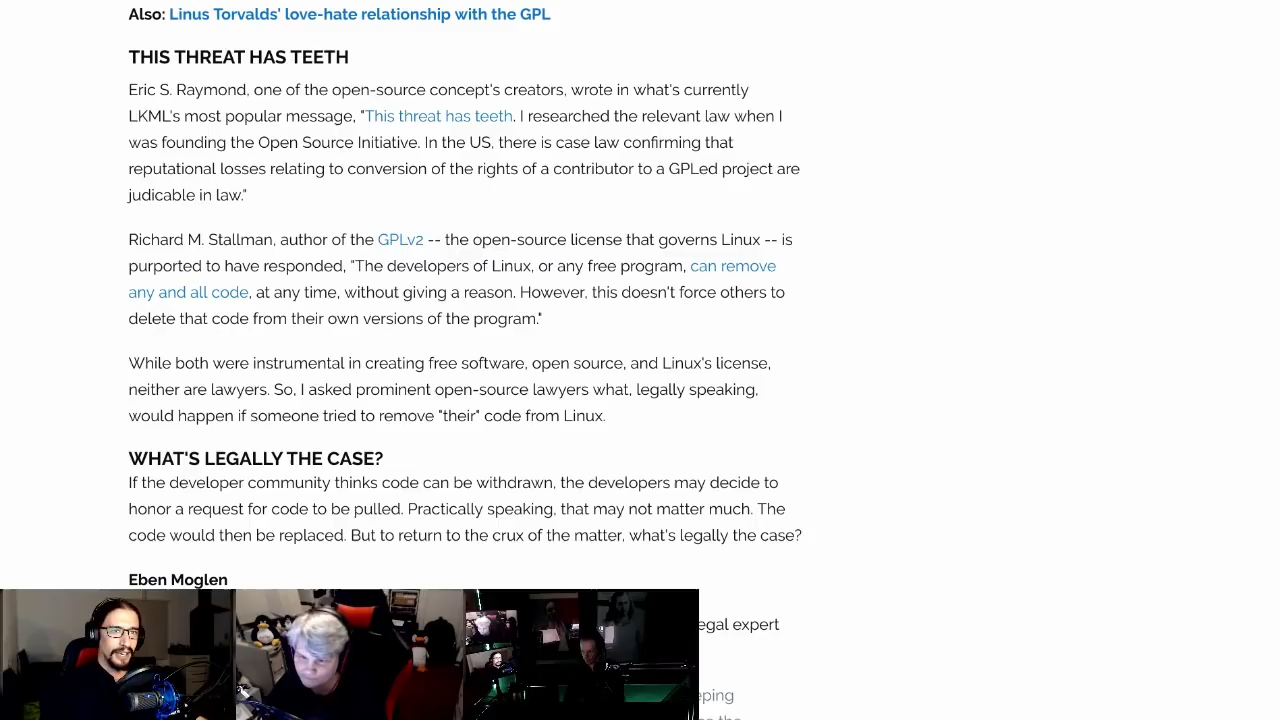 Also: Linus Torvalds' love-hate relationship with the GPL
THIS THREAT HAS TEETH
Eric S. Raymond, one of the open-source concept's creators, wrote in what's currently
LKML's most popular message, "This threat has teeth. I researched the relevant law when I
was founding the Open Source Initiative. In the US, there is case law confirming that
reputational losses relating to conversion of the rights of a contributor to a GPLed project are
judicable in law."
Richard M. Stallman, author of the GPLv2 -- the open-source license that governs Linux -- is
purported to have responded, "The developers of Linux, or any free program, can remove
any and all code, at any time, without giving a reason. However, this doesn't force others to
delete that code from their own versions of the program."
While both were instrumental in creating free software, open source, and Linux's license,
neither are lawyers. So, I asked prominent open-source lawyers what, legally speaking,
would happen if someone tried to remove "their" code from Linux.
WHAT'S LEGALLY THE CASE?
If the developer community thinks code can be withdrawn, the developers may decide to
honor a request for code to be pulled. Practically speaking, that may not matter much. The
code would then be replaced. But to return to the crux of the matter, what's legally the case?
Eben Moglen
egal expert
ping